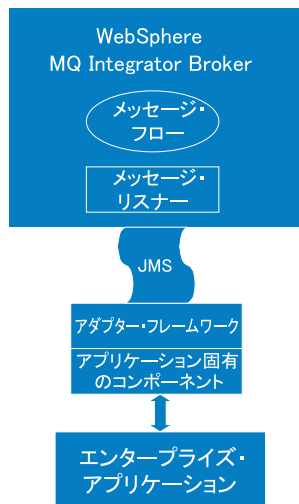 WebSphere
MQ Integrator Broker
メッセージ・
フロー
メッセージ・
リスナー
JMS
アダプター・フレームワーク
アプリケーション固有
のコンポーネント
エンタープライズ・
アプリケーション